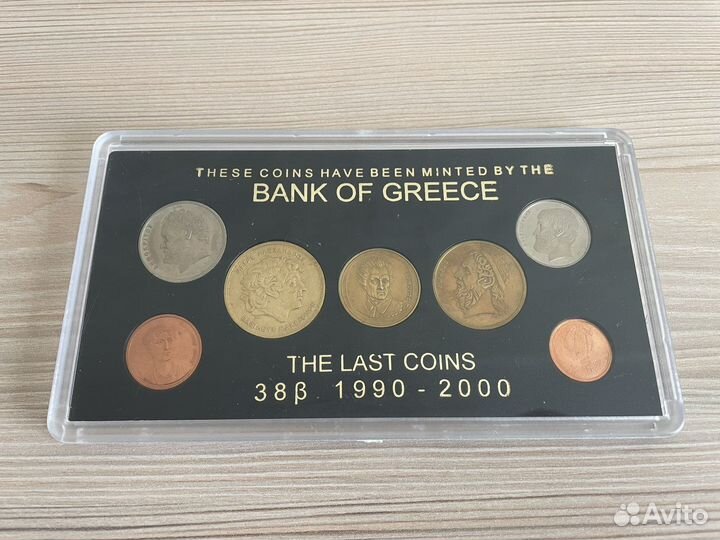 THESE COINS HAVE BEEN MINTED BY THE
BANK OF GREECE
THE LAST COINS
38β 1990 - 2000
Avito